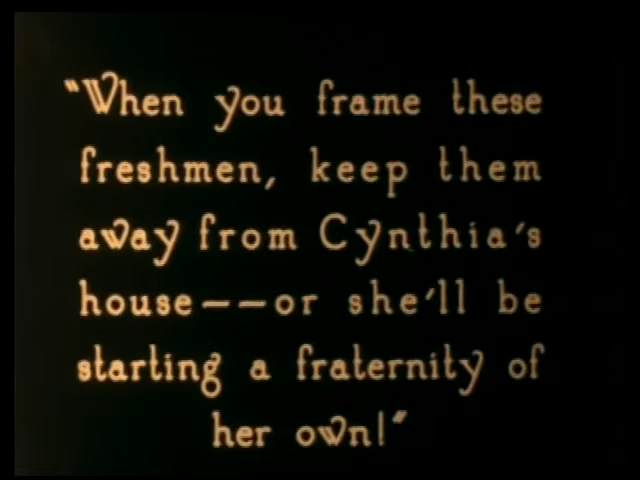 "When you frame these
freshmen, keep them
away from Cynthia's
house--or she'll be
starting a fraternity of
her own!"